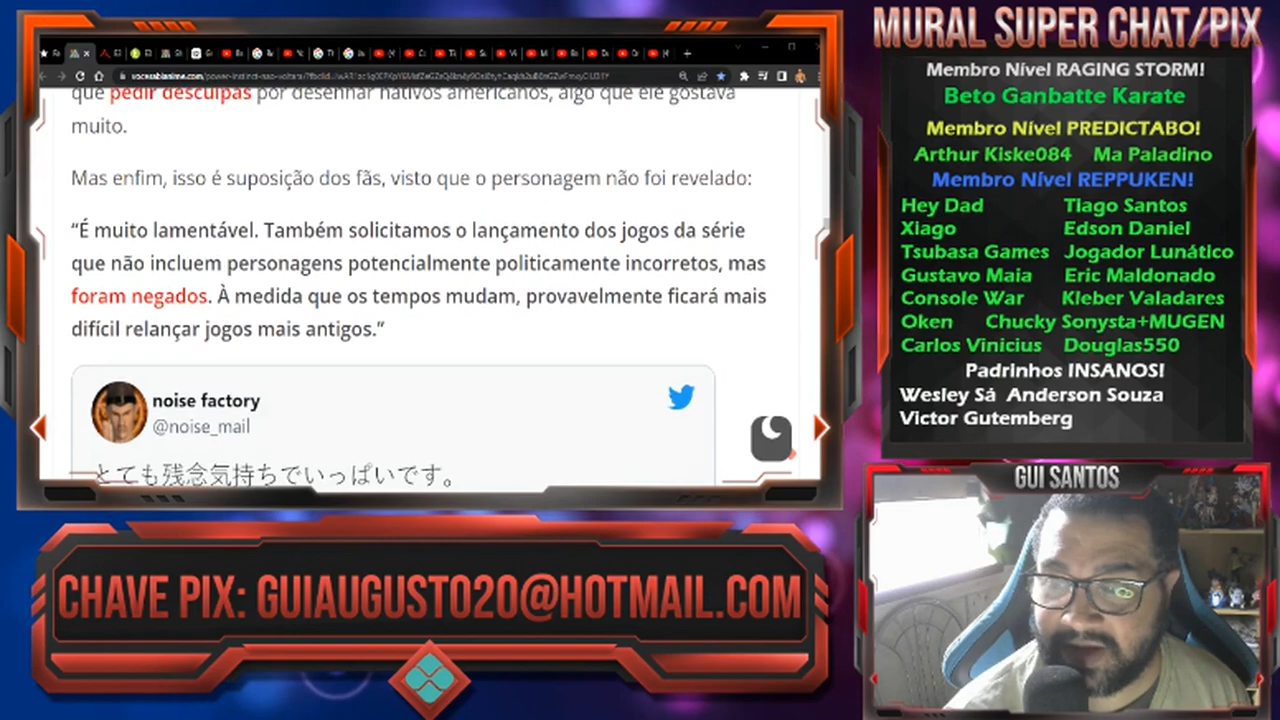 que pedir desculpas por desenhar nativos americanos, algo que ele gostava
muito.
Mas enfim, isso é suposição dos fãs, visto que o personagem não foi revelado:
“É muito lamentável. Também solicitamos o lançamento dos jogos da série
que não incluem personagens potencialmente politicamente incorretos, mas
foram negados. À medida que os tempos mudam, provavelmente ficará mais
difícil relançar jogos mais antigos.”
noise factory
@noise_mail
とても残念気持ちでいっぱいです。
CHAVE PIX: GUIAUGUSTO20@HOTMAIL.COM
MURAL SUPER CHAT/PIX
Membro Nível RAGING STORM!
Beto Ganbatte Karate
Membro Nível PREDICTABO!
Arthur Kiske084 Ma Paladino
Membro Nível REPPUKEN!
Hey Dad Tiago Santos
Xiago Edson Daniel
Tsubasa Games Jogador Lunático
Gustavo Maia Eric Maldonado
Console War Kleber Valadares
Oken Chucky Sonysta+MUGEN
Carlos Vinicius Douglas550
Padrinhos INSANOS!
Wesley Sá Anderson Souza
Victor Gutemberg
GUI SANTOS